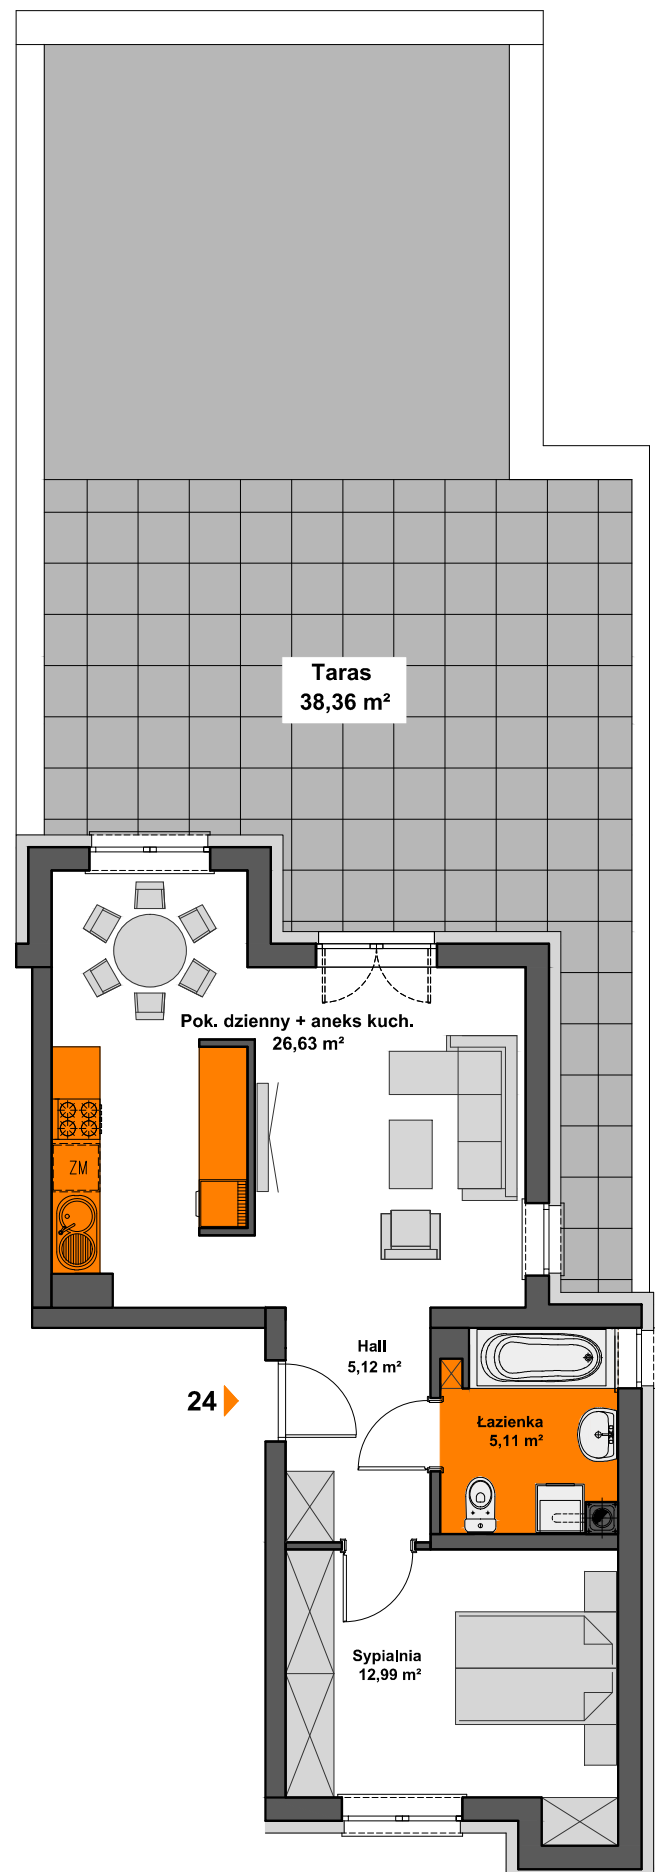 Taras
38,36 m²
Pok. dzienny + aneks kuch.
26,63 m²
ZM
Hall
5,12 m²
24
Łazienka
5,11 m²
Sypialnia
12,99 m²